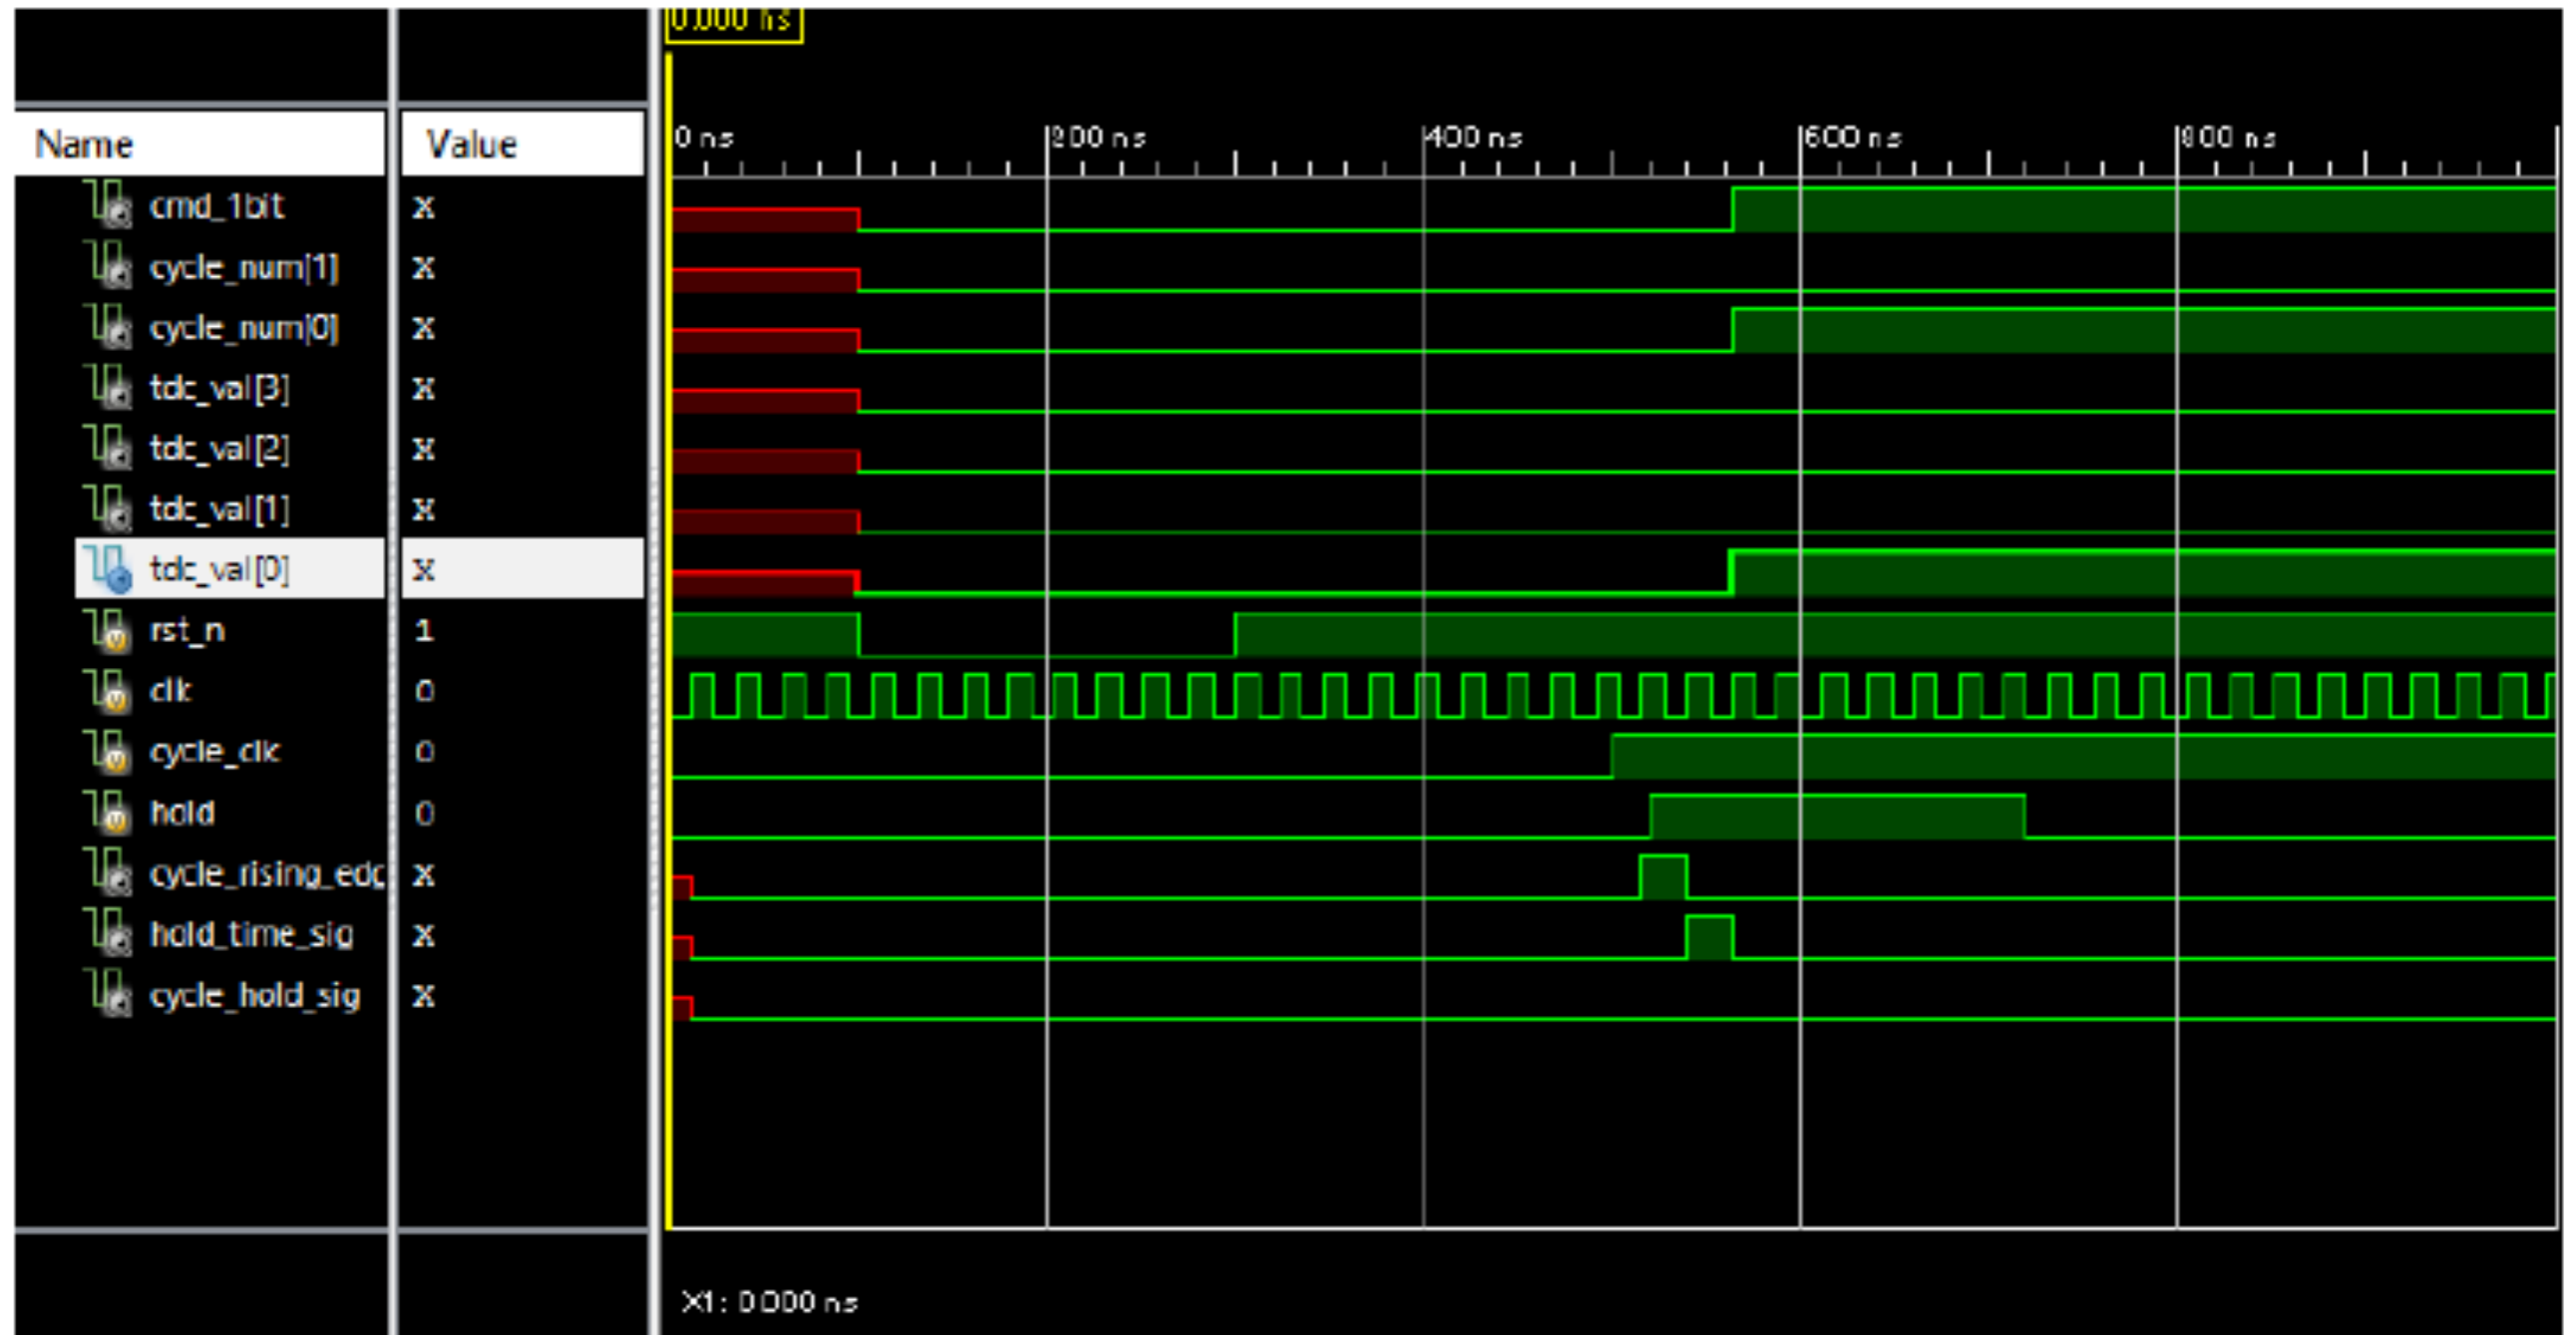 0.000 ns
Name Value
0 ns 200 ns 400 ns 600 ns 800 ns
cmd_1bit x
cycle_num[1] x
cycle_num[0] x
tdc_val[3] x
tdc_val[2] x
tdc_val[1] x
tdc_val[0] x
rst_n 1
clk 0
cycle_clk 0
hold 0
cycle_rising_edg x
hold_time_sig x
cycle_hold_sig x
X1: 0.000 ns